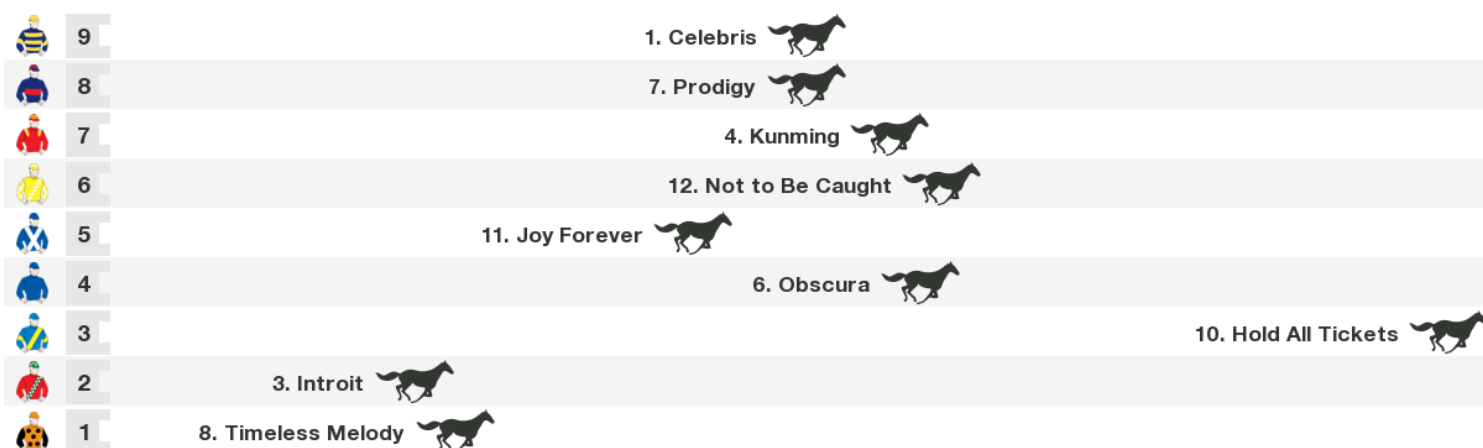 9 1. Celebris
8 7. Prodigy
7 4. Kunming
6 12. Not to Be Caught
5 11. Joy Forever
4 6. Obscura
3 10. Hold All Tickets
2 3. Introit
1 8. Timeless Melody